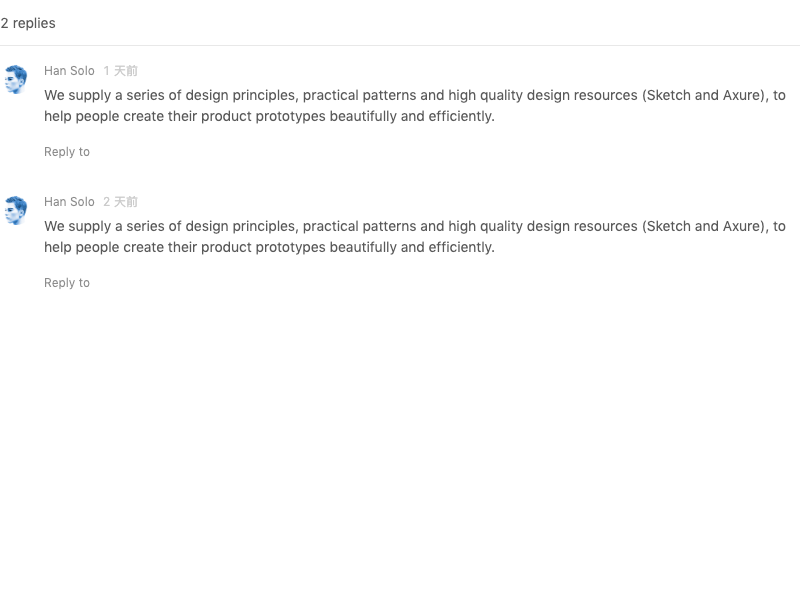 2 replies
Han Solo 1 天前
We supply a series of design principles, practical patterns and high quality design resources (Sketch and Axure), to
help people create their product prototypes beautifully and efficiently.
Reply to
Han Solo 2 天前
We supply a series of design principles, practical patterns and high quality design resources (Sketch and Axure), to
help people create their product prototypes beautifully and efficiently.
Reply to